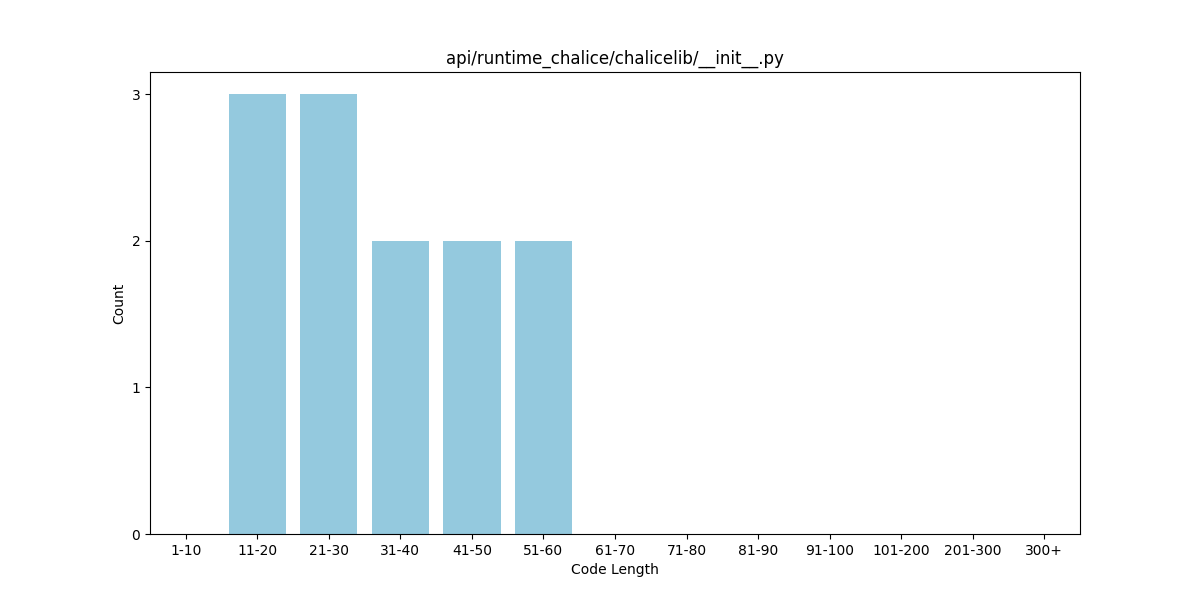 api/runtime_chalice/chalicelib/__init__.py
3
2
1
0
Count
1-10 11-20 21-30 31-40 41-50 51-60 61-70 71-80 81-90 91-100 101-200 201-300 300+
Code Length